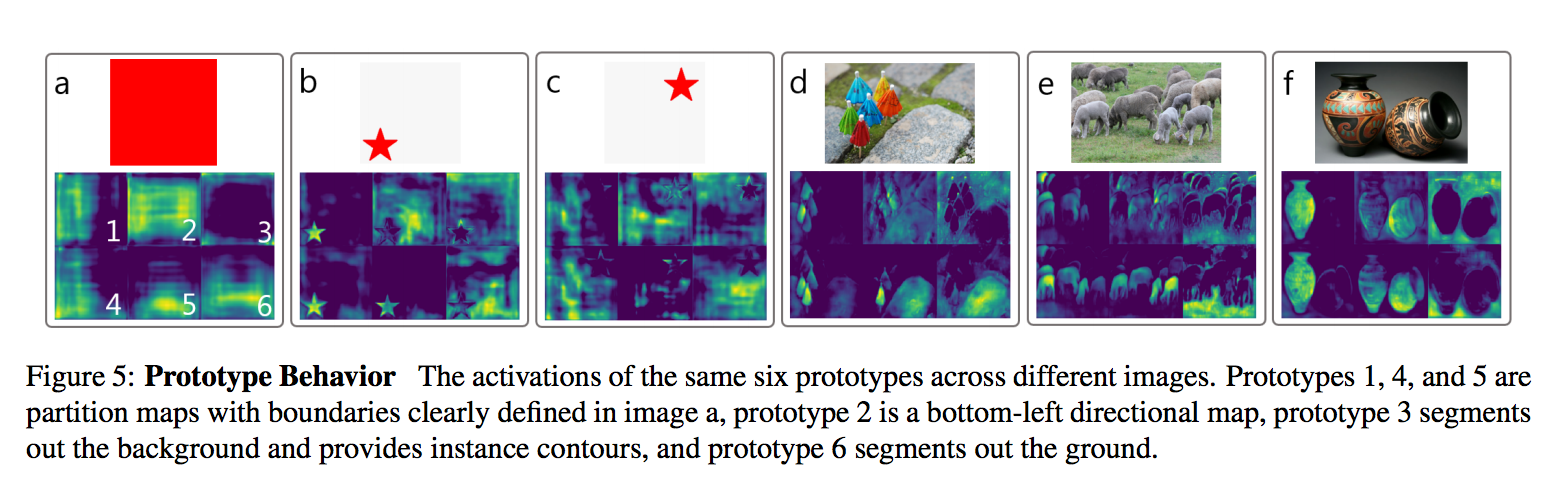 a
b
c
d
e
f
1
2
3
4
5
6
Figure 5: Prototype Behavior The activations of the same six prototypes across different images. Prototypes 1, 4, and 5 are
partition maps with boundaries clearly defined in image a, prototype 2 is a bottom-left directional map, prototype 3 segments
out the background and provides instance contours, and prototype 6 segments out the ground.